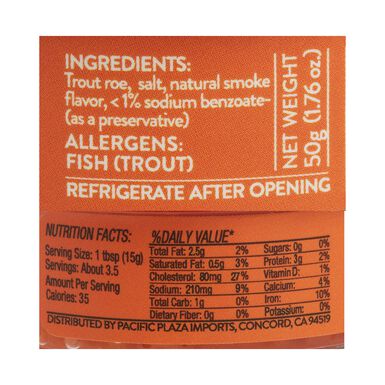 INGREDIENTS:
Trout roe, salt, natural smoke
flavor, < 1% sodium benzoate-
(as a preservative)
ALLERGENS:
FISH (TROUT)
NET WEIGHT
50g (1.76 oz.)
REFRIGERATE AFTER OPENING
NUTRITION FACTS:
Serving Size: 1 tbsp (15g)
Servings: About 3.5
Amount Per Serving
Calories: 35
%DAILY VALUE*
Total Fat: 2.5g 2%
Saturated Fat: 0.5g 3%
Cholesterol: 80mg 27%
Sodium: 210mg 9%
Total Carb: 1g 0%
Dietary Fiber: 0g 0%
Sugars: 0g 0%
Protein: 3g 2%
Vitamin D: 1%
Calcium: 4%
Iron: 10%
Potassium: 0%
DISTRIBUTED BY PACIFIC PLAZA IMPORTS, CONCORD, CA 94519